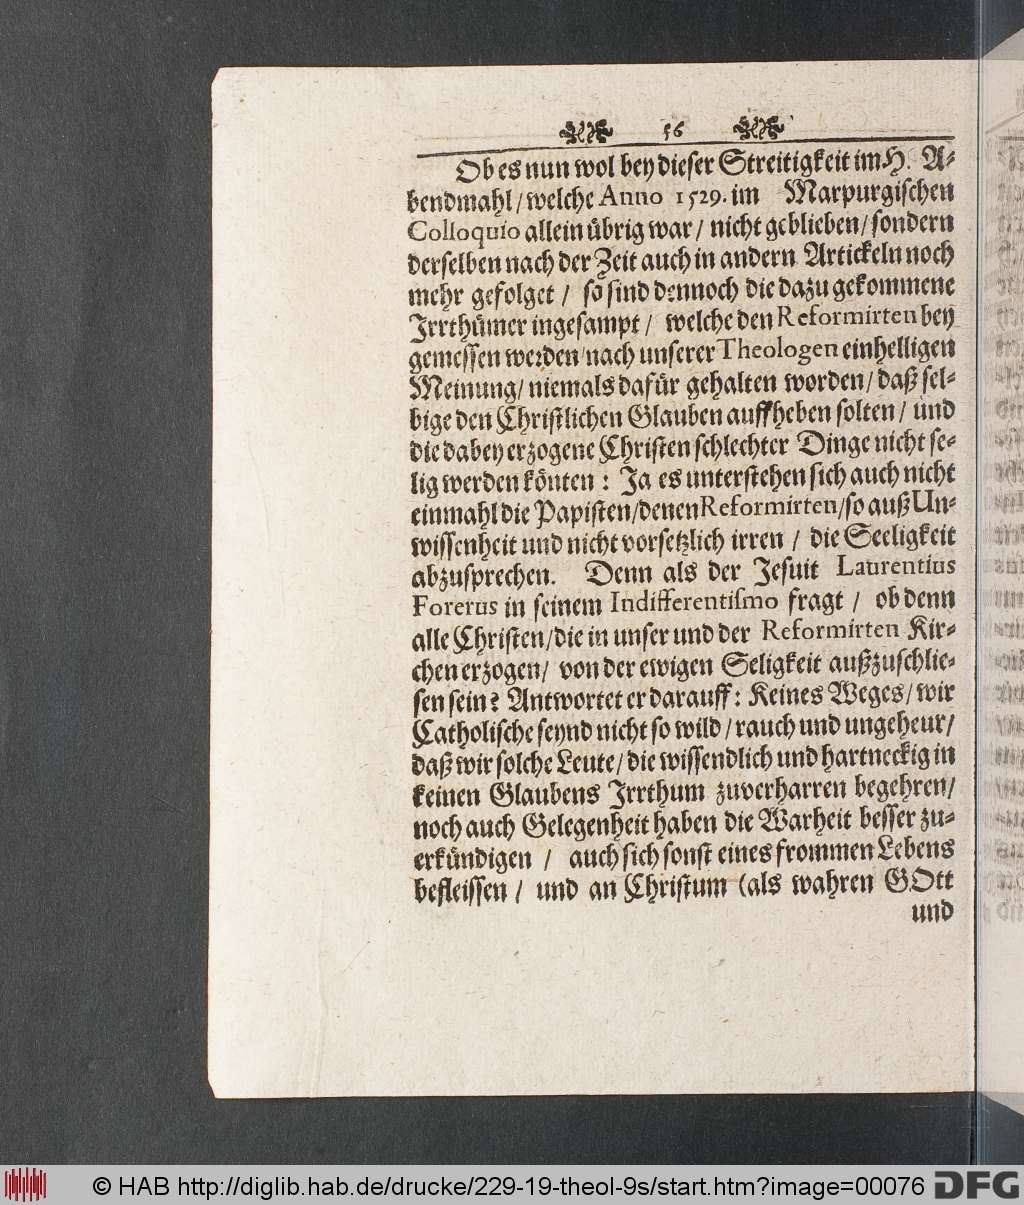 56
Ob es nun wol bey dieser Streitigkeit im H. A-
bendmahl / welche Anno 1529. im Marpurgischen
Colloquio allein übrig war / nicht geblieben / sondern
derselben nach der Zeit auch in andern Artickeln noch
mehr gefolget / so sind dennoch die dazu gekommene
Irrthümer ingesampt / welche den Reformirten bey
gemessen werden / nach unserer Theologen einhelligen
Meinung / niemals dafür gehalten worden / daß sel-
bige den Christlichen Glauben auffheben solten / und
die dabey erzogene Christen schlechter Dinge nicht se-
lig werden könten : Ja es unterstehen sich auch nicht
einmahl die Papisten / denen Reformirten / so auß Un-
wissenheit und nicht vorsetzlich irren / die Seeligkeit
abzusprechen. Denn als der Jesuit Laurentius
Forerus in seinem Indifferentismo fragt / ob denn
alle Christen / die in unser und der Reformirten Kir-
chen erzogen / von der ewigen Seligkeit außzuschlie-
sen sein? Antwortet er darauff: Keines Weges / wir
Catholische seynd nicht so wild / rauch und ungeheur /
daß wir solche Leute / die wissendlich und hartneckig in
keinen Glaubens Irrthum zuverharren begehren /
noch auch Gelegenheit haben die Warheit besser zu-
erkündigen / auch sich sonst eines frommen Lebens
befleissen / und an Christum (als wahren GOtt
und
© HAB http://diglib.hab.de/drucke/229-19-theol-9s/start.htm?image=00076
DFG